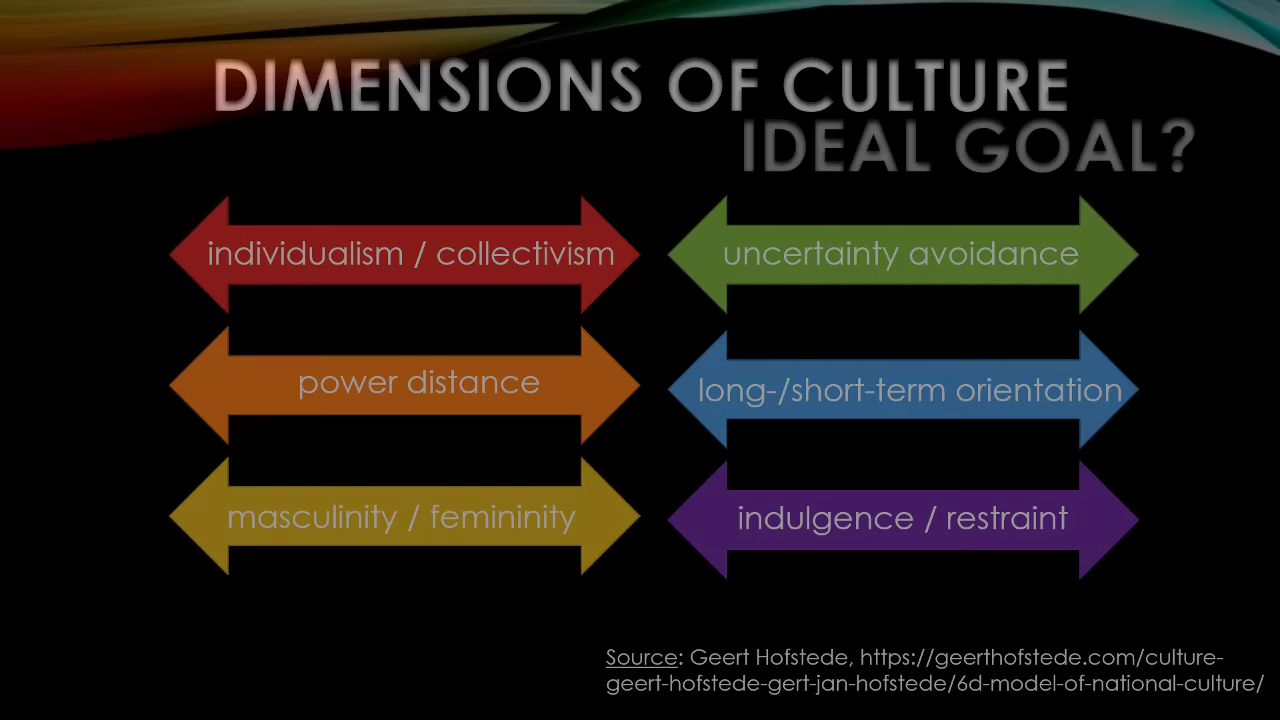 DIMENSIONS OF CULTURE
IDEAL GOAL?
individualism / collectivism
power distance
masculinity / femininity
uncertainty avoidance
long-/short-term orientation
indulgence / restraint
Source: Geert Hofstede, https://geerthofstede.com/culture-
geert-hofstede-gert-jan-hofstede/6d-model-of-national-culture/